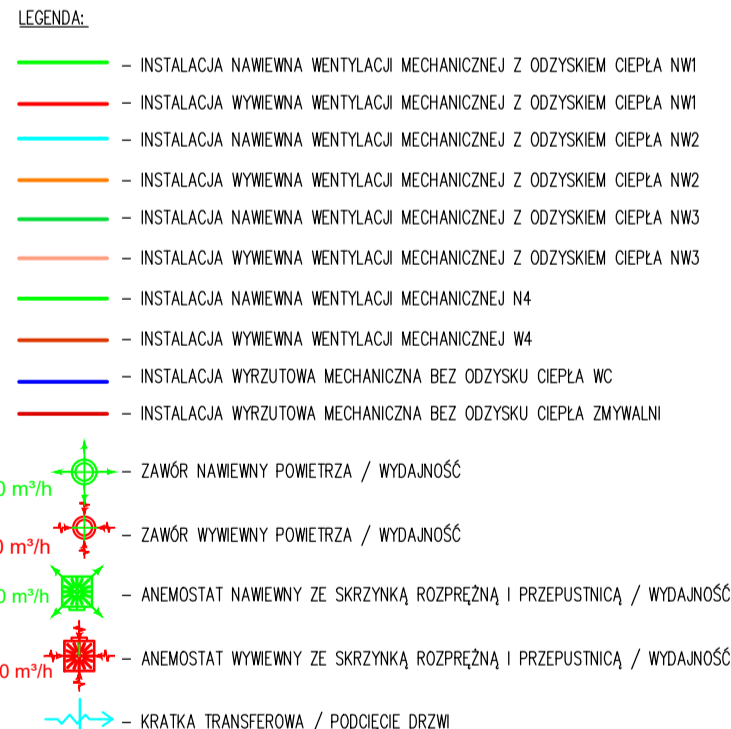 LEGENDA:
– INSTALACJA NAWIEWNA WENTYLACJI MECHANICZNEJ Z ODZYSKIEM CIEPŁA NW1
– INSTALACJA WYWIEWNA WENTYLACJI MECHANICZNEJ Z ODZYSKIEM CIEPŁA NW1
– INSTALACJA NAWIEWNA WENTYLACJI MECHANICZNEJ Z ODZYSKIEM CIEPŁA NW2
– INSTALACJA WYWIEWNA WENTYLACJI MECHANICZNEJ Z ODZYSKIEM CIEPŁA NW2
– INSTALACJA NAWIEWNA WENTYLACJI MECHANICZNEJ Z ODZYSKIEM CIEPŁA NW3
– INSTALACJA WYWIEWNA WENTYLACJI MECHANICZNEJ Z ODZYSKIEM CIEPŁA NW3
– INSTALACJA NAWIEWNA WENTYLACJI MECHANICZNEJ N4
– INSTALACJA WYWIEWNA WENTYLACJI MECHANICZNEJ W4
– INSTALACJA WYRZUTOWA MECHANICZNA BEZ ODZYSKU CIEPŁA WC
– INSTALACJA WYRZUTOWA MECHANICZNA BEZ ODZYSKU CIEPŁA ZMYWALNI
0 m³/h – ZAWÓR NAWIEWNY POWIETRZA / WYDAJNOŚĆ
0 m³/h – ZAWÓR WYWIEWNY POWIETRZA / WYDAJNOŚĆ
0 m³/h – ANEMOSTAT NAWIEWNY ZE SKRZYNKĄ ROZPRĘŻNĄ I PRZEPUSTNICĄ / WYDAJNOŚĆ
0 m³/h – ANEMOSTAT WYWIEWNY ZE SKRZYNKĄ ROZPRĘŻNĄ I PRZEPUSTNICĄ / WYDAJNOŚĆ
– KRATKA TRANSFEROWA / PODCIĘCIE DRZWI